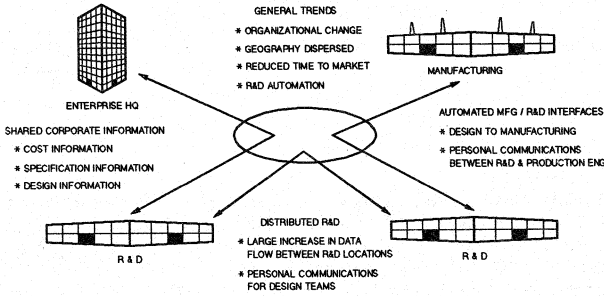 GENERAL TRENDS
* ORGANIZATIONAL CHANGE
* GEOGRAPHY DISPERSED
* REDUCED TIME TO MARKET
* R&D AUTOMATION
ENTERPRISE HQ
MANUFACTURING
SHARED CORPORATE INFORMATION
* COST INFORMATION
* SPECIFICATION INFORMATION
* DESIGN INFORMATION
AUTOMATED MFG / R&D INTERFACES
* DESIGN TO MANUFACTURING
* PERSONAL COMMUNICATIONS
BETWEEN R&D & PRODUCTION ENG
R & D
DISTRIBUTED R&D
* LARGE INCREASE IN DATA
FLOW BETWEEN R&D LOCATIONS
* PERSONAL COMMUNICATIONS
FOR DESIGN TEAMS
R & D